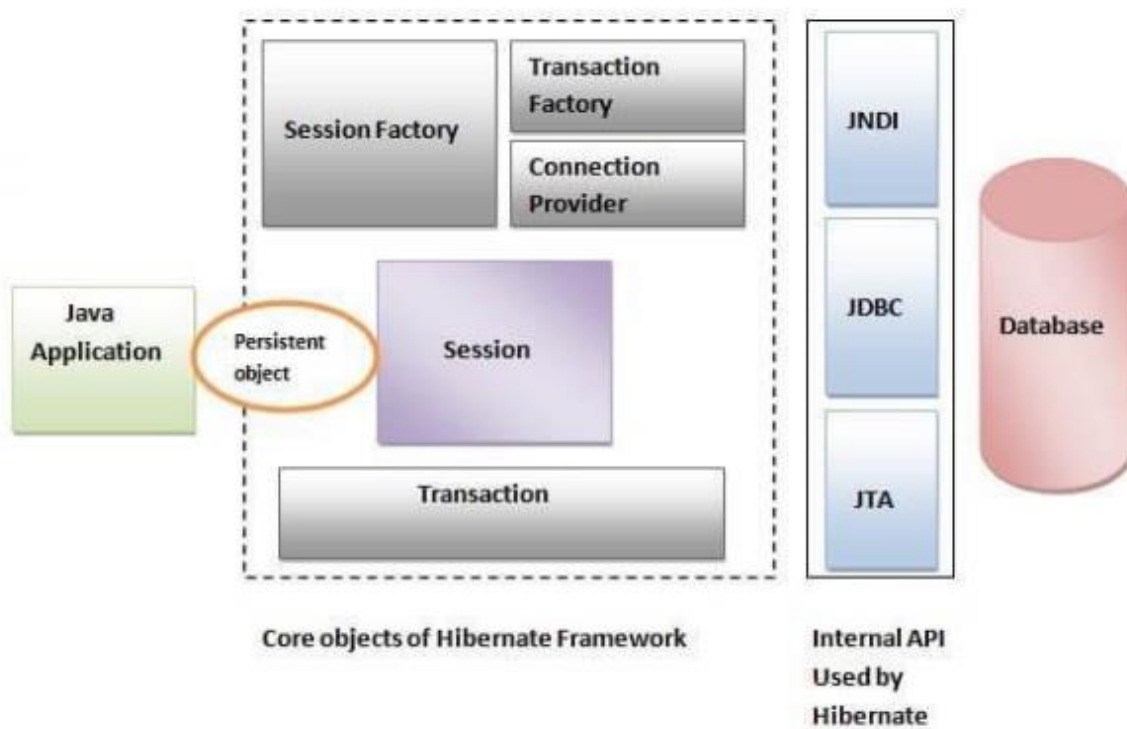 Session Factory
Transaction
Factory
Connection
Provider
JNDI
Java
Application
Persistent
object
Session
JDBC
Database
Transaction
JTA
Core objects of Hibernate Framework
Internal API
Used by
Hibernate